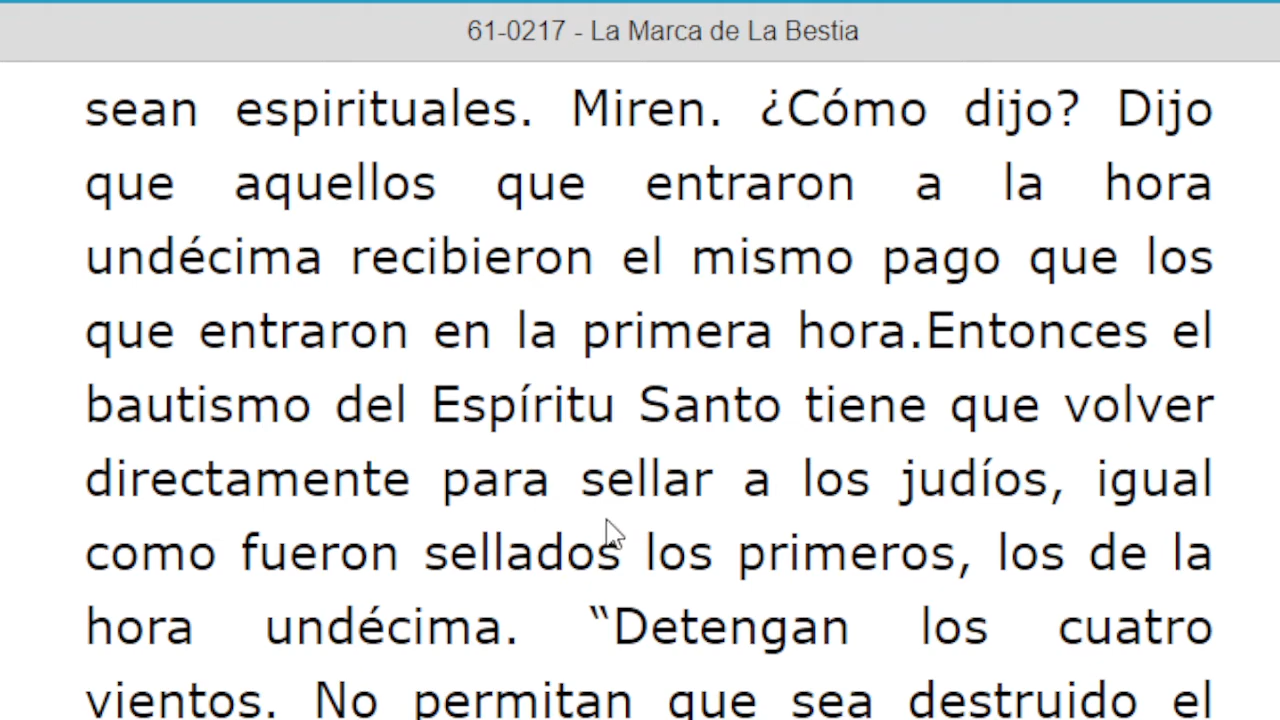 61-0217 - La Marca de La Bestia
sean espirituales. Miren. ¿Cómo dijo? Dijo
que aquellos que entraron a la hora
undécima recibieron el mismo pago que los
que entraron en la primera hora.Entonces el
bautismo del Espíritu Santo tiene que volver
directamente para sellar a los judíos, igual
como fueron sellados los primeros, los de la
hora undécima. “Detengan los cuatro
vientos. No permitan que sea destruido el